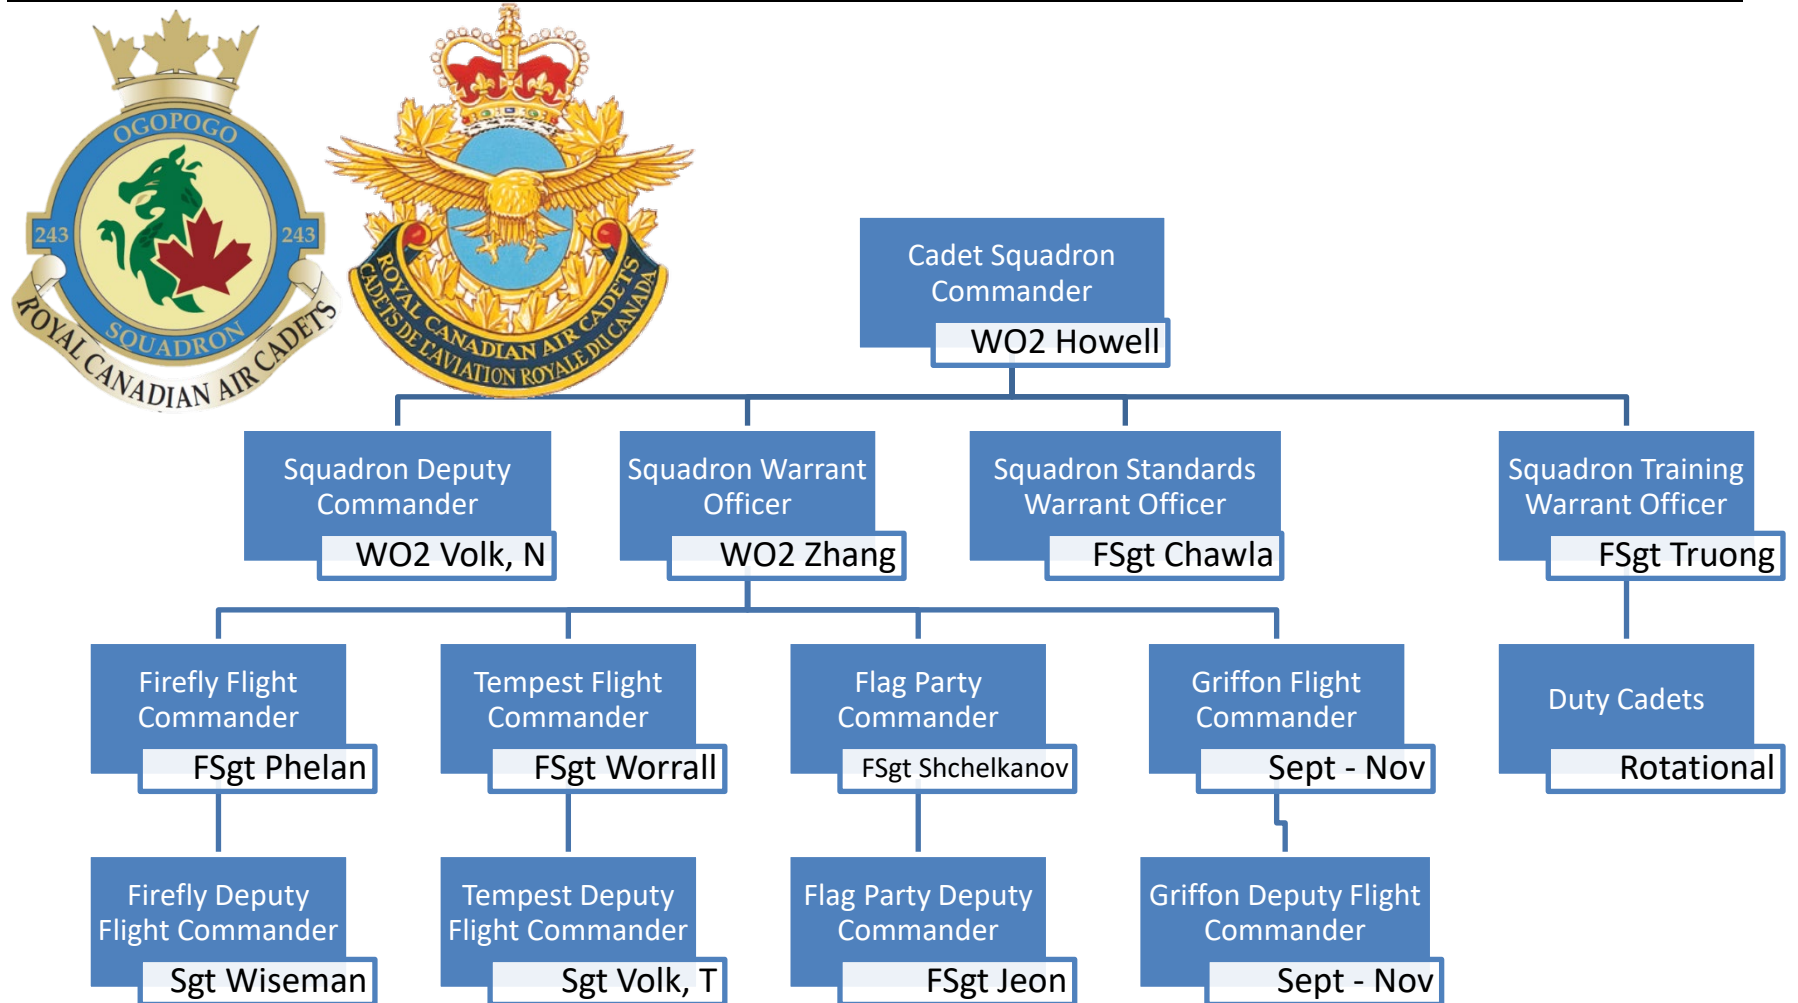 OGOPOGO
243
243
SQUADRON
ROYAL CANADIAN AIR CADETS
ROYAL CANADIAN AIR CADETS
CADETS DE L'AVIATION ROYALE DU CANADA
Cadet Squadron
Commander
WO2 Howell
Squadron Deputy
Commander
WO2 Volk, N
Squadron Warrant
Officer
WO2 Zhang
Squadron Standards
Warrant Officer
FSgt Chawla
Squadron Training
Warrant Officer
FSgt Truong
Firefly Flight
Commander
FSgt Phelan
Tempest Flight
Commander
FSgt Worrall
Flag Party
Commander
FSgt Shchelkanov
Griffon Flight
Commander
Sept - Nov
Duty Cadets
Rotational
Firefly Deputy
Flight Commander
Sgt Wiseman
Tempest Deputy
Flight Commander
Sgt Volk, T
Flag Party Deputy
Commander
FSgt Jeon
Griffon Deputy Flight
Commander
Sept - Nov